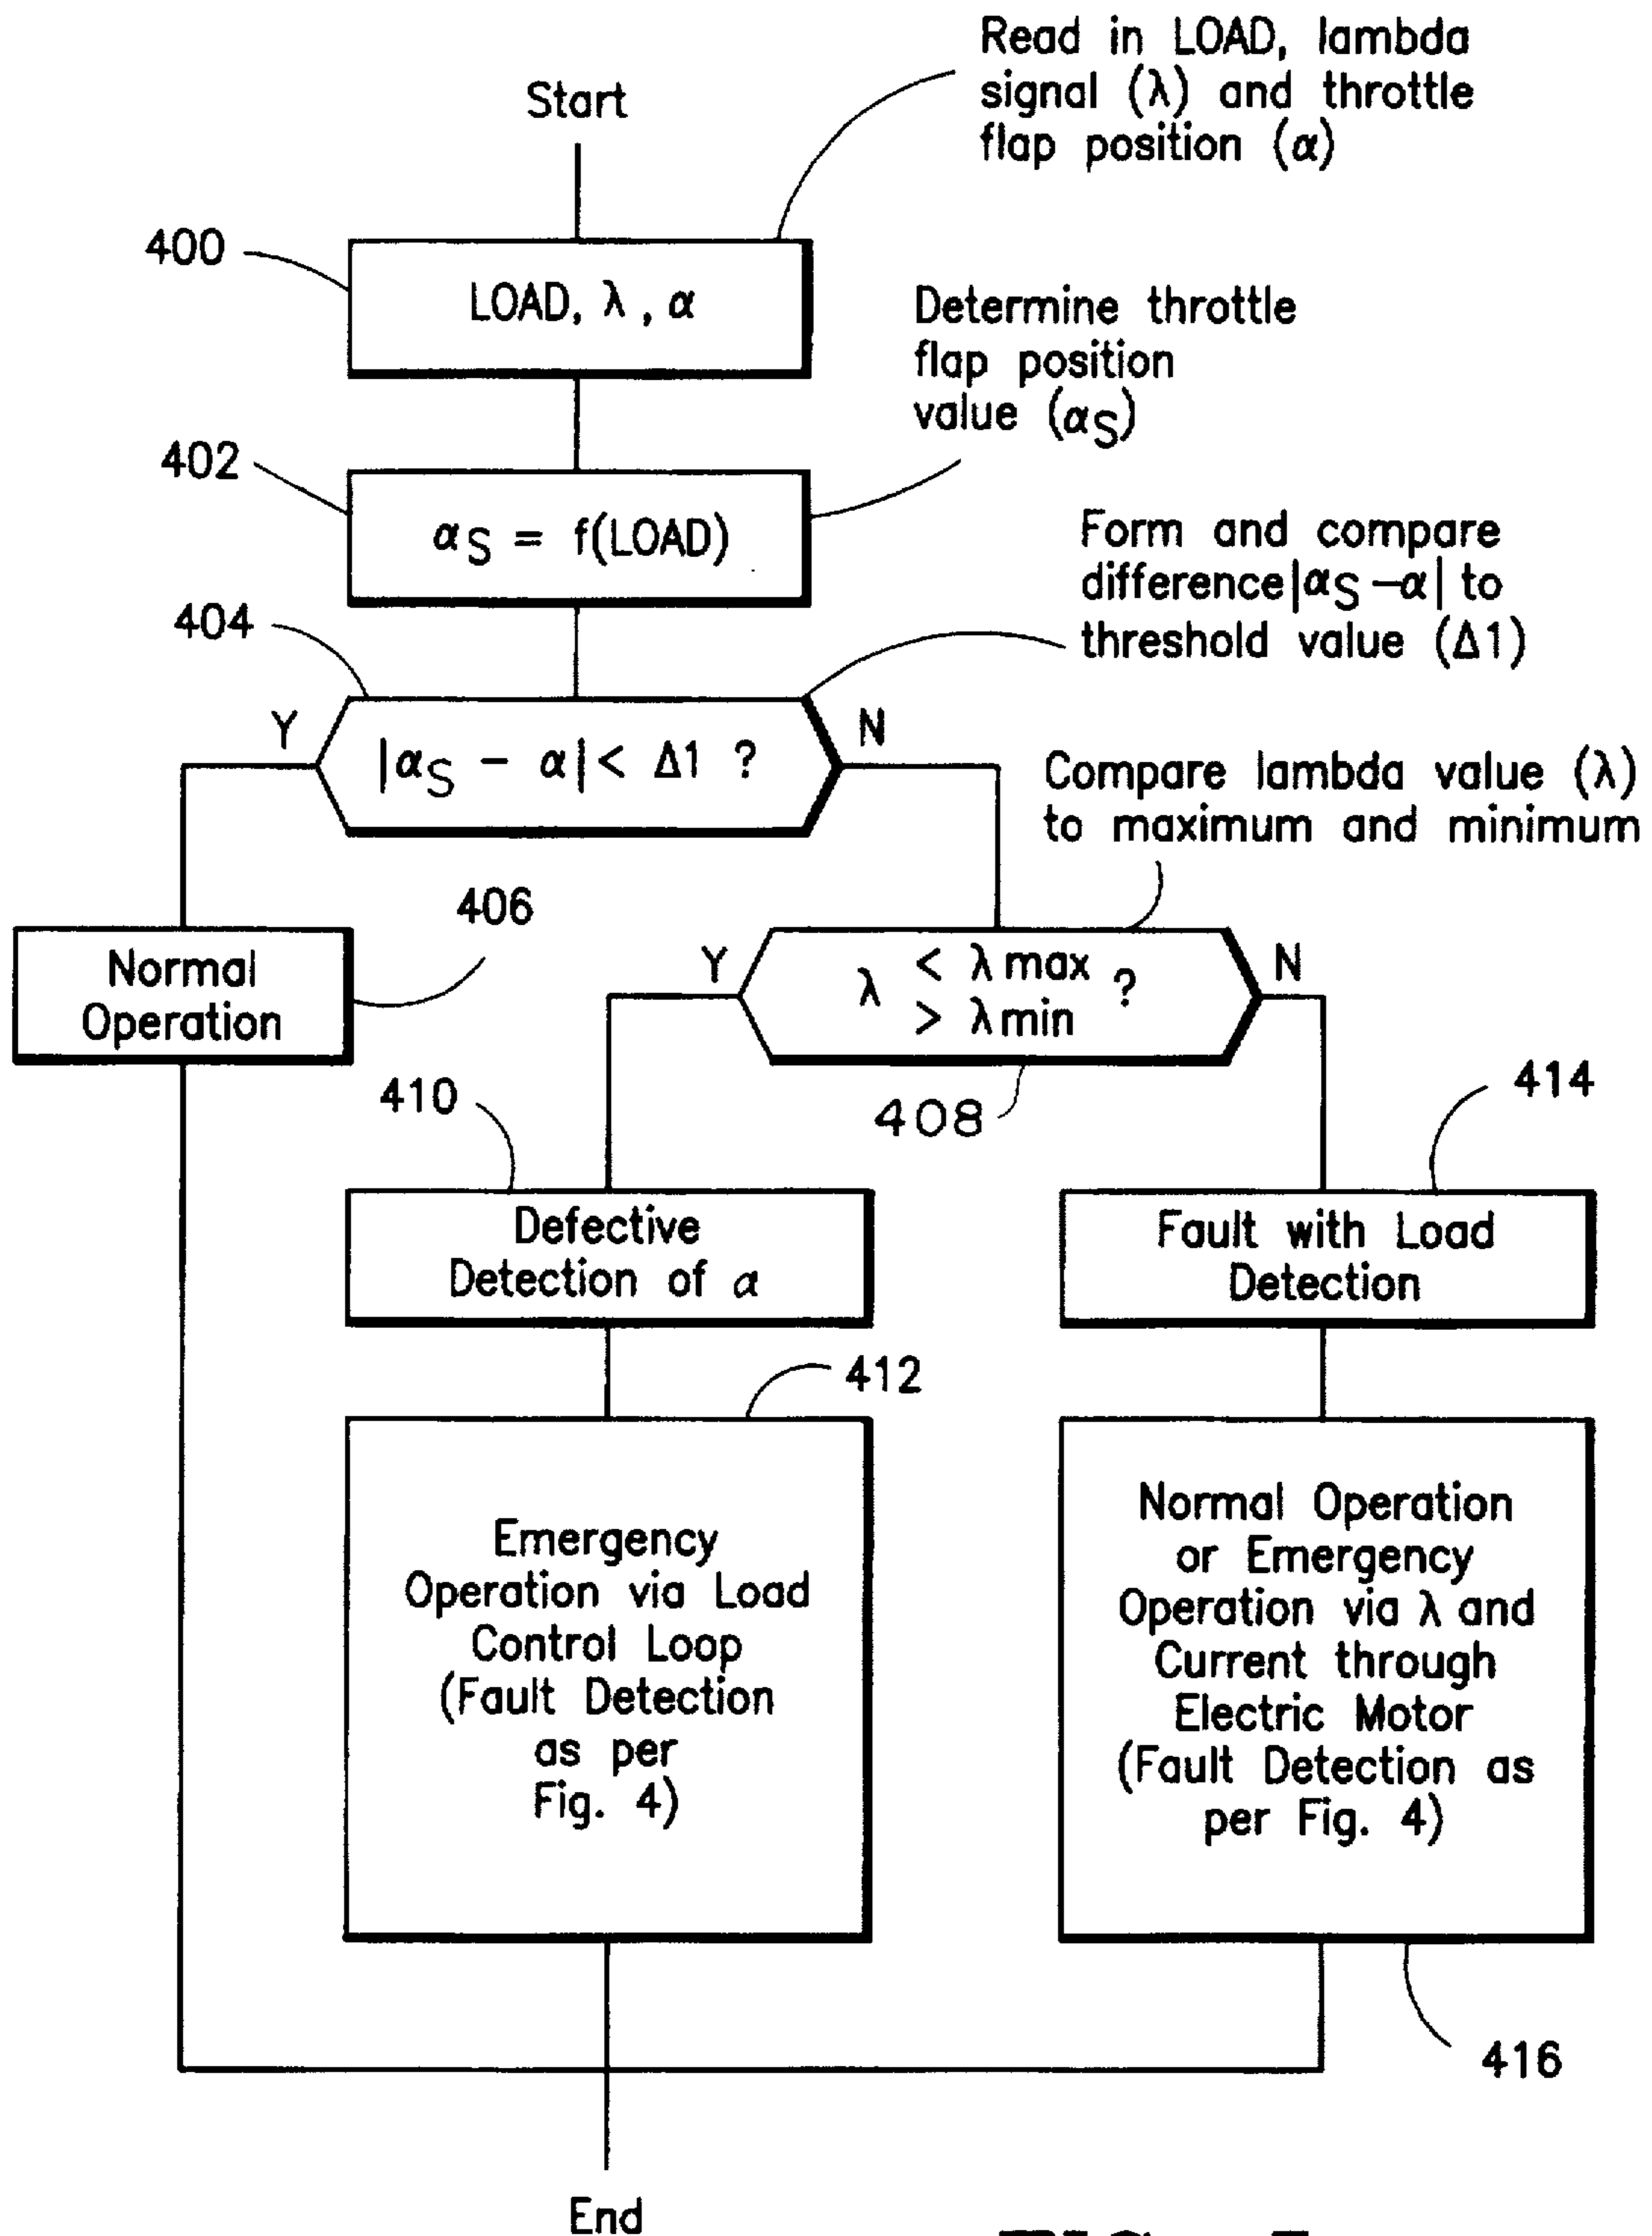 Read in LOAD, lambda
signal (λ) and throttle
flap position (α)
Start
400
LOAD, λ, α
Determine throttle
flap position
value (αS)
402
αS = f(LOAD)
Form and compare
difference |αS – α| to
threshold value (Δ1)
404
Y
|αS – α| < Δ1 ?
N
Compare lambda value (λ)
to maximum and minimum
406
Normal
Operation
Y
λ < λmax ?
> λmin
N
408
410
414
Defective
Detection of α
Fault with Load
Detection
412
Emergency
Operation via Load
Control Loop
(Fault Detection
as per
Fig. 4)
Normal Operation
or Emergency
Operation via λ and
Current through
Electric Motor
(Fault Detection as
per Fig. 4)
416
End